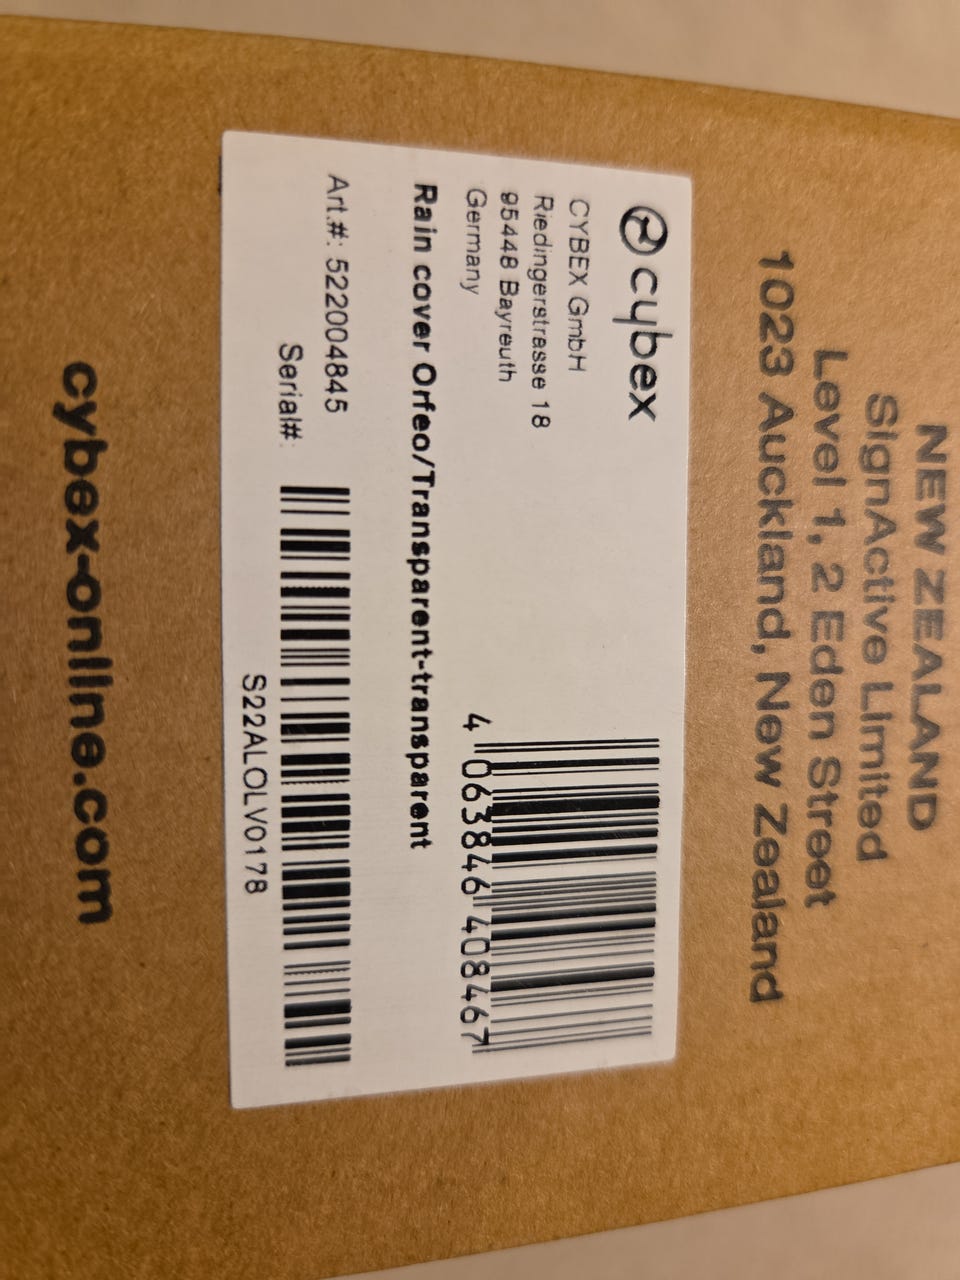 NEW ZEALAND
SignActive Limited
Level 1, 2 Eden Street
1023 Auckland, New Zealand
cybex
CYBEX GmbH
Riedingerstrasse 18
95448 Bayreuth
Germany
4 063846 408467
Rain cover Orfeo/Transparent-transparent
Art.#: 522004845
Serial#:
S22ALOLV0178
cybex-online.com